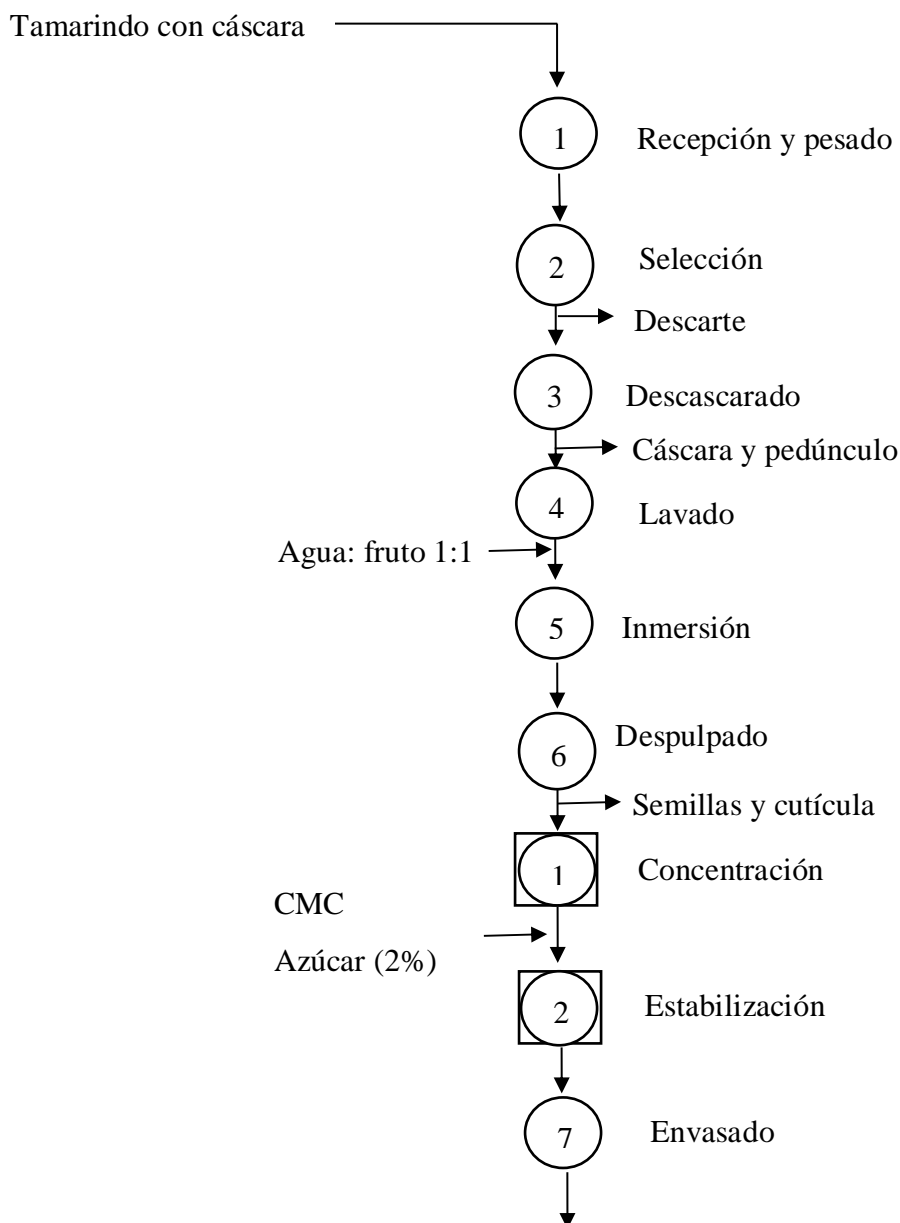 Tamarindo con cáscara
1 Recepción y pesado
2 Selección
Descarte
3 Descascarado
Cáscara y pedúnculo
4 Lavado
Agua: fruto 1:1
5 Inmersión
6 Despulpado
Semillas y cutícula
1 Concentración
CMC
Azúcar (2%)
2 Estabilización
7 Envasado